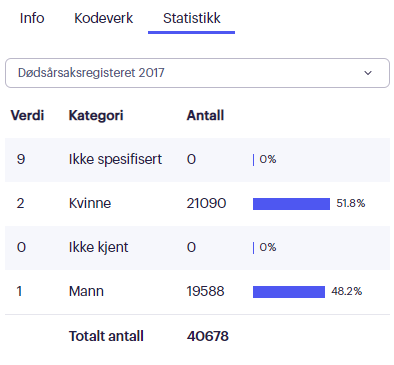 Info Kodeverk Statistikk
Dødsårsaksregisteret 2017
Verdi Kategori Antall
9 Ikke spesifisert 0 0%
2 Kvinne 21090 51.8%
0 Ikke kjent 0 0%
1 Mann 19588 48.2%
Totalt antall 40678